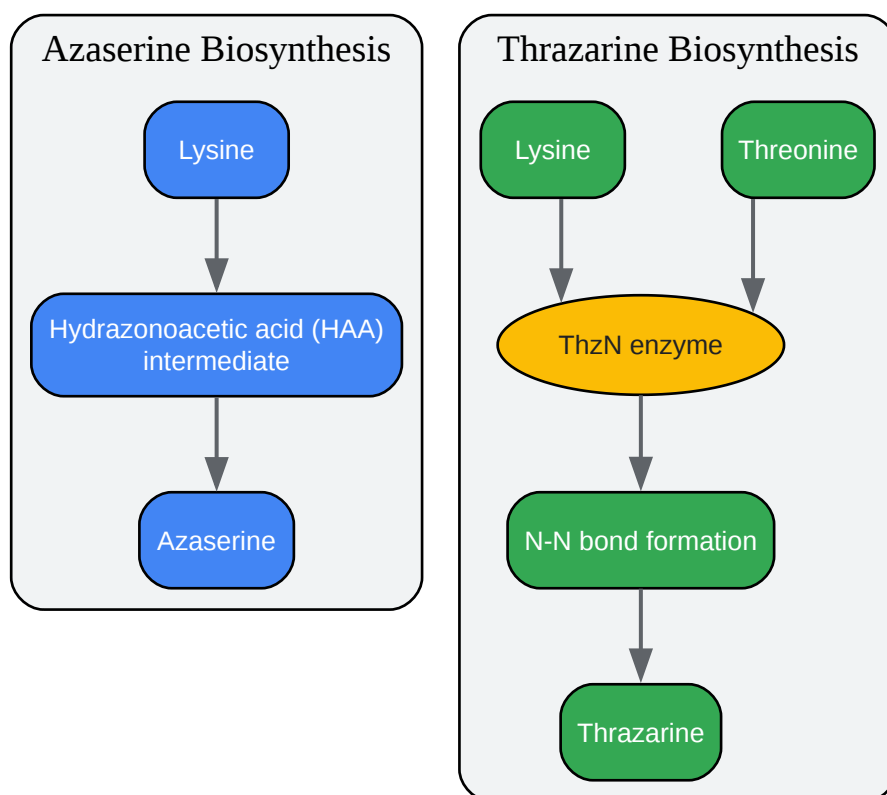 Azaserine Biosynthesis
Lysine
Hydrazonoacetic acid (HAA)
intermediate
Azaserine
Thrazarine Biosynthesis
Lysine
Threonine
ThzN enzyme
N-N bond formation
Thrazarine